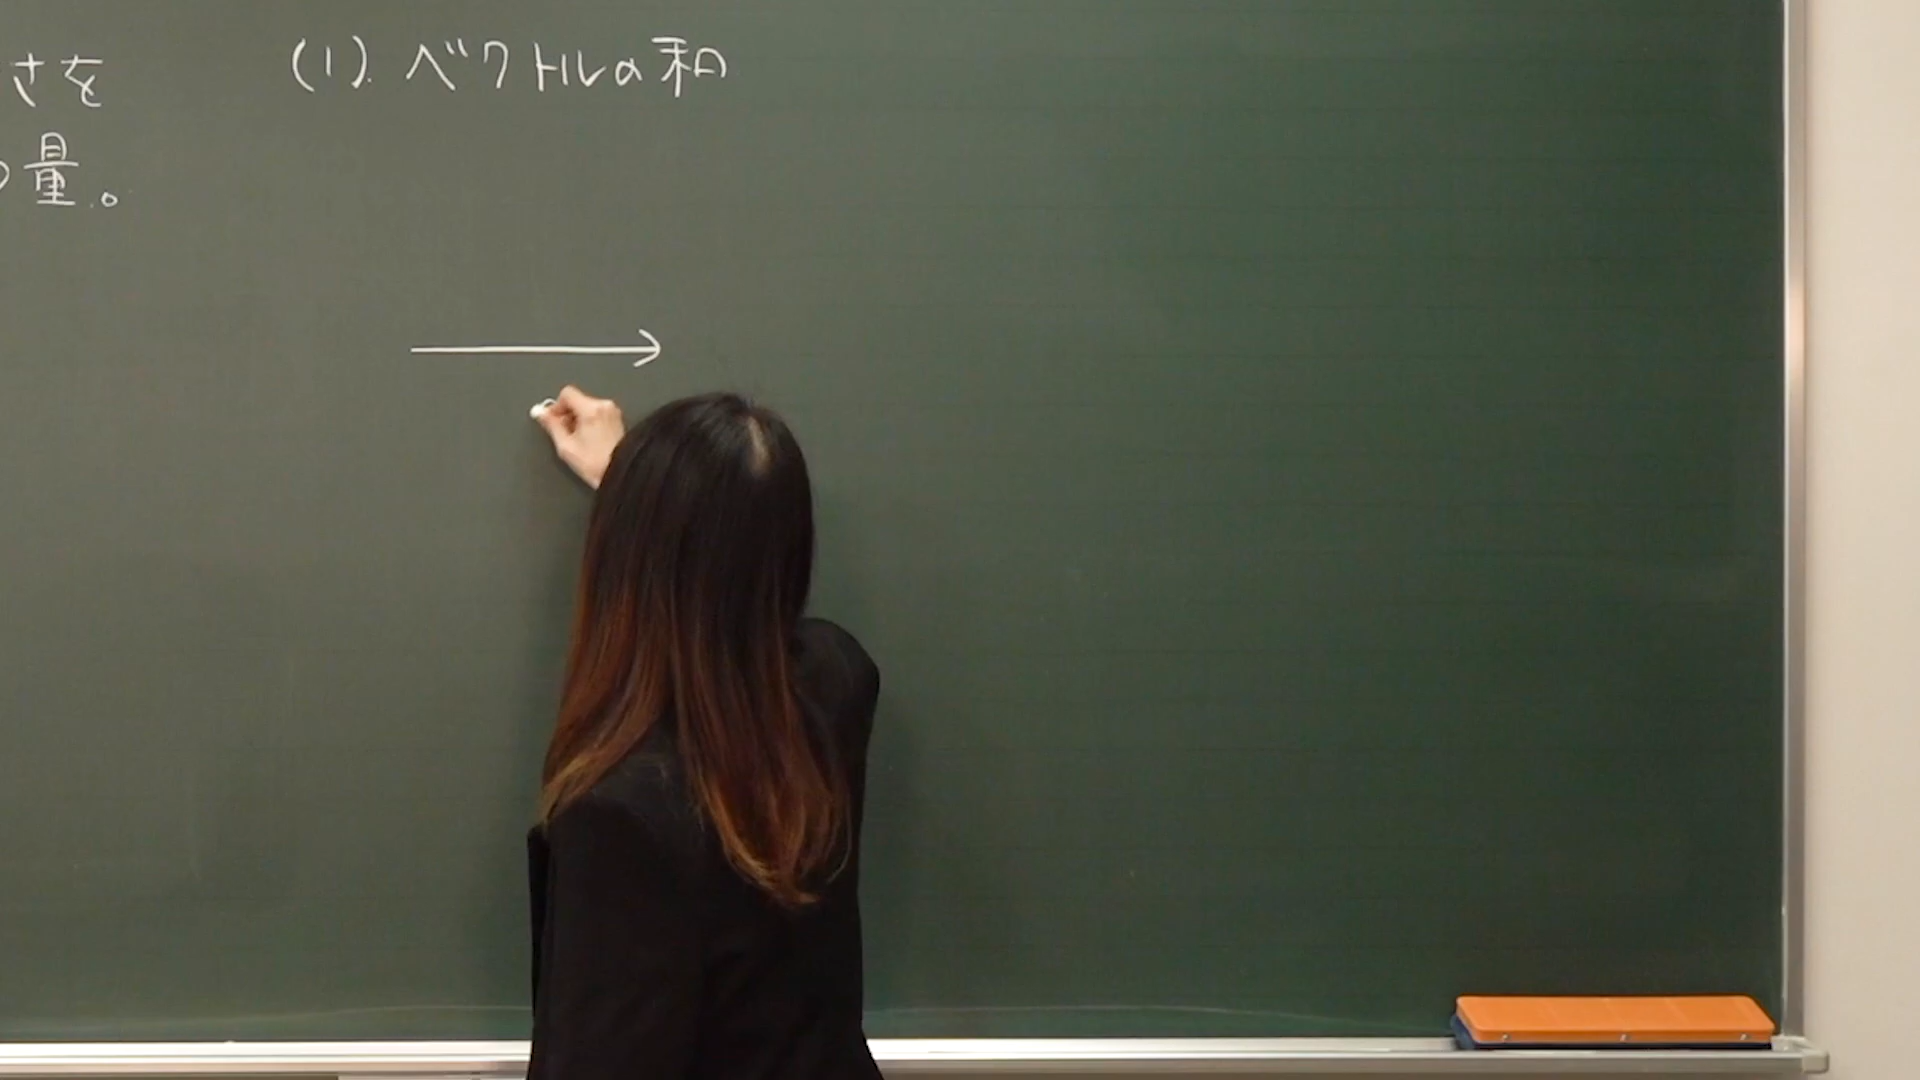 さを
量。
(1). ベクトルの和